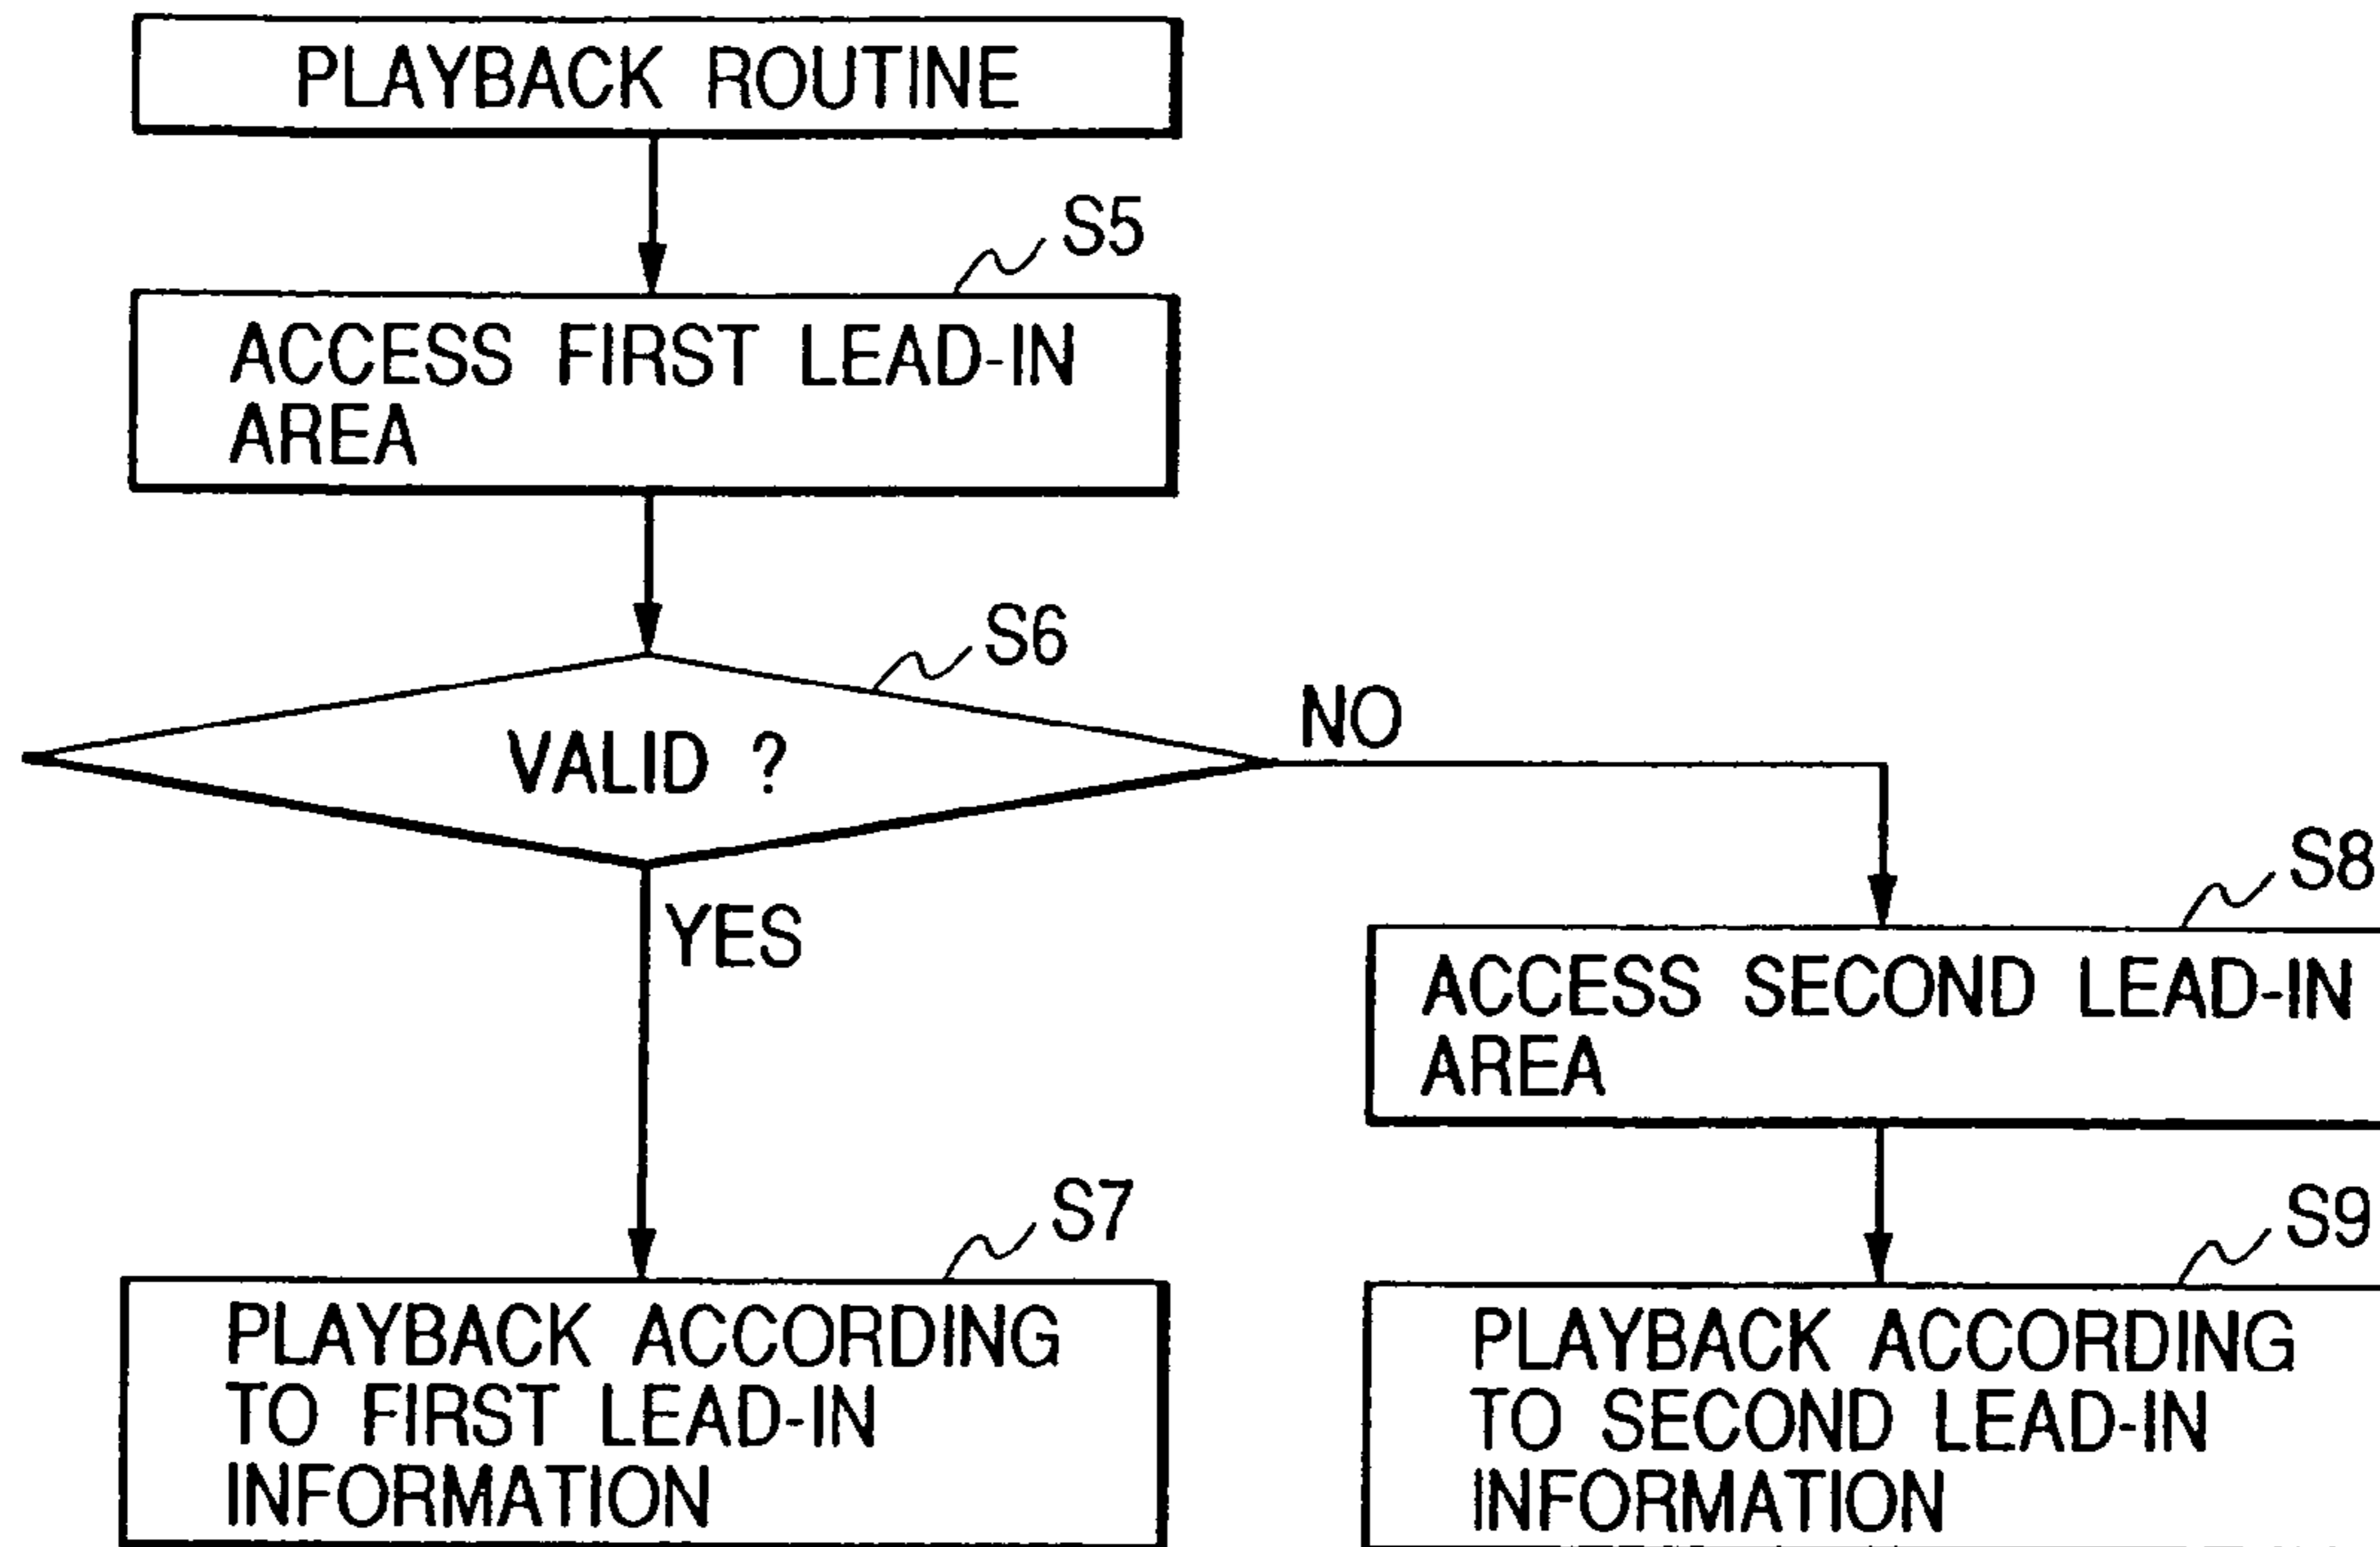 PLAYBACK ROUTINE
S5
ACCESS FIRST LEAD-IN
AREA
S6
VALID ?
NO
YES
S8
ACCESS SECOND LEAD-IN
AREA
S7
PLAYBACK ACCORDING
TO FIRST LEAD-IN
INFORMATION
S9
PLAYBACK ACCORDING
TO SECOND LEAD-IN
INFORMATION